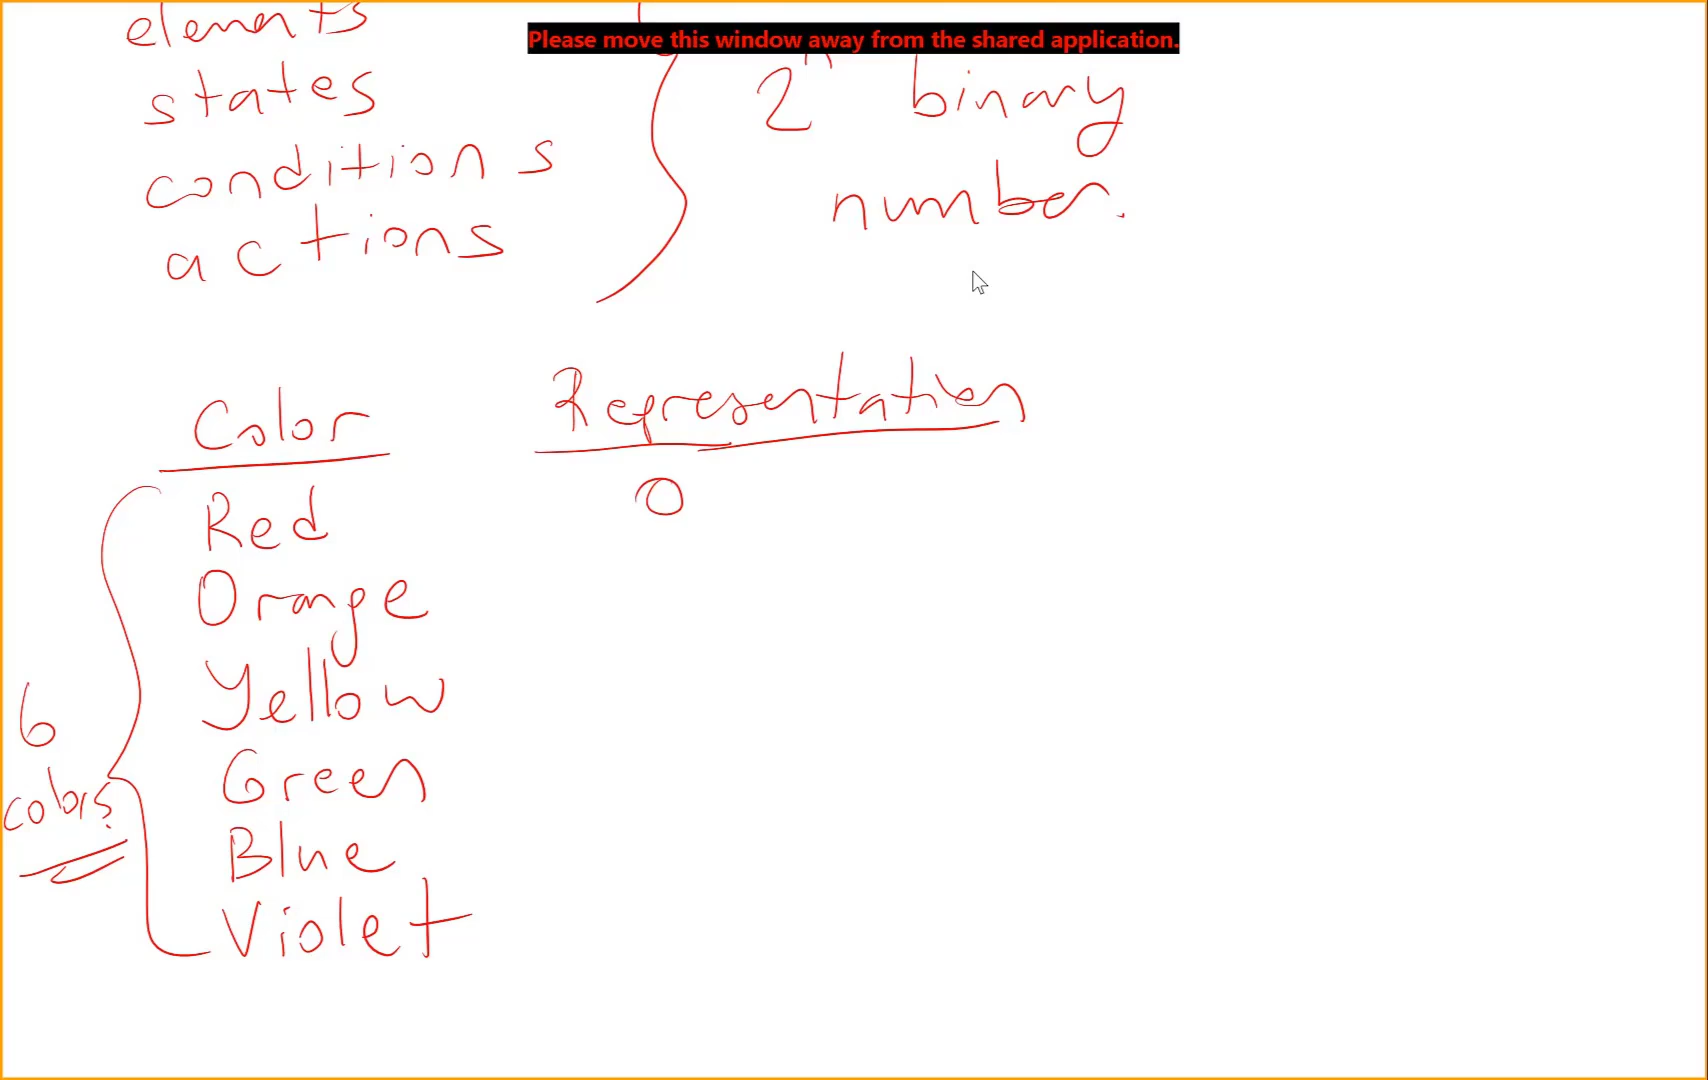 Please move this window away from the shared application.
elements
states
conditions
actions
2ⁿ binary
number.
Color Representation
Red 0
Orange
Yellow
Green
Blue
Violet
6
colors